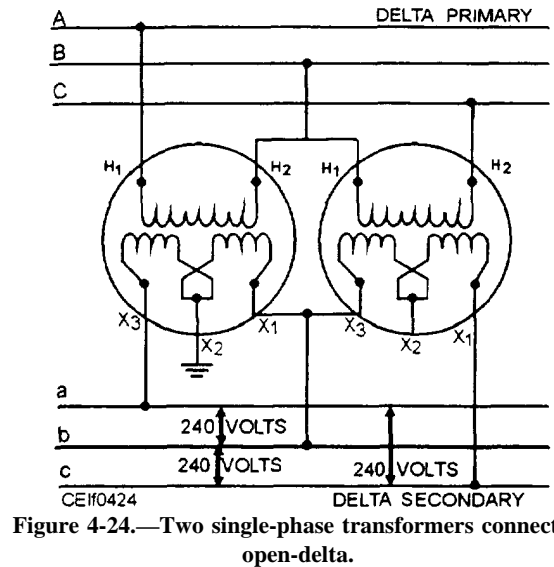 A DELTA PRIMARY
B
C
H1 H2 H1 H2
X3 X2 X1 X3 X2 X1
a
240 VOLTS
b
240 VOLTS 240 VOLTS
c
CEIf0424 DELTA SECONDARY
Figure 4-24.—Two single-phase transformers connect
open-delta.